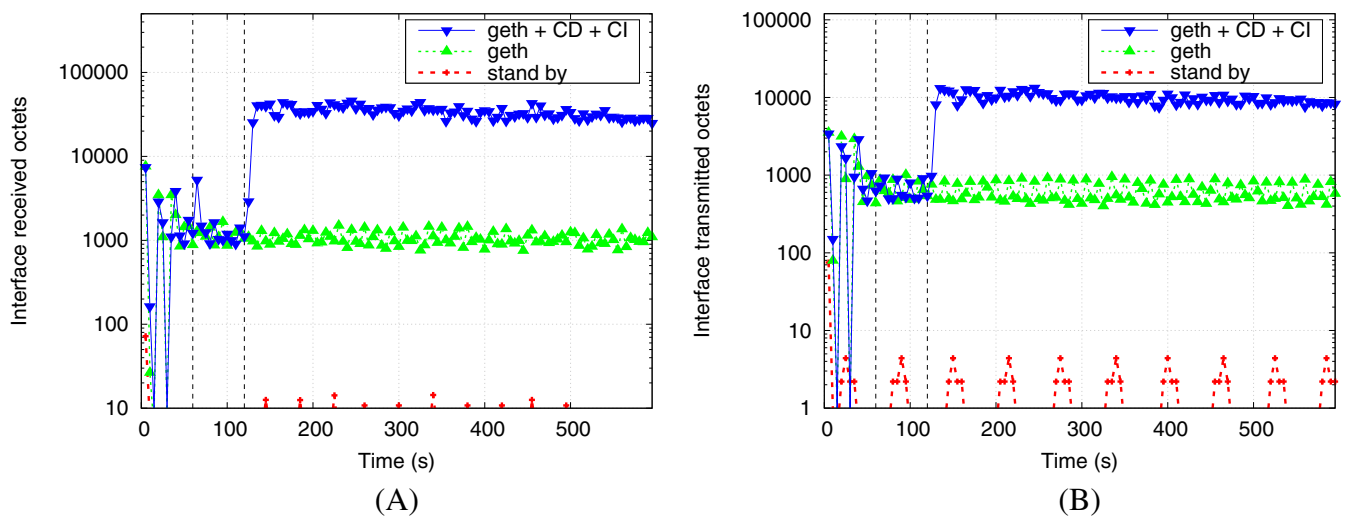 Interface received octets
100000
10000
1000
100
10
0
100
200
300
400
500
Time (s)
geth + CD + CI
geth
stand by
(A)
Interface transmitted octets
100000
10000
1000
100
10
1
0
100
200
300
400
500
Time (s)
geth + CD + CI
geth
stand by
(B)